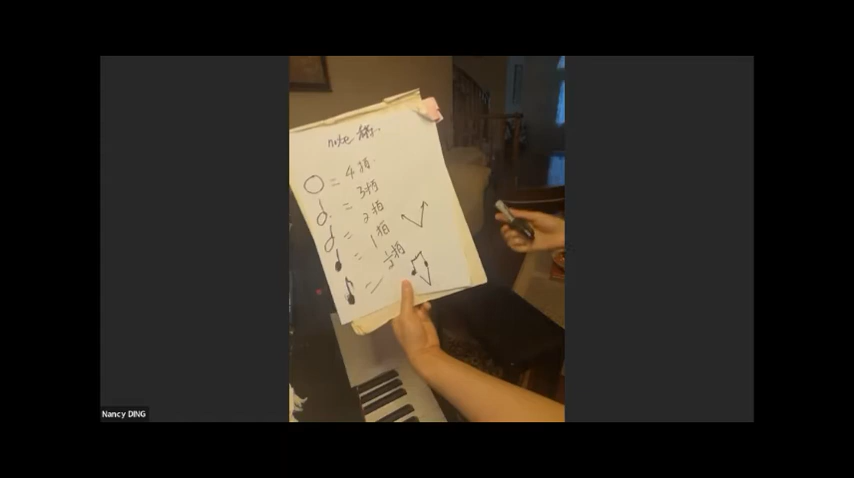 note
= 4拍
= 3拍
= 2拍
= 1拍
= ½拍
Nancy DING